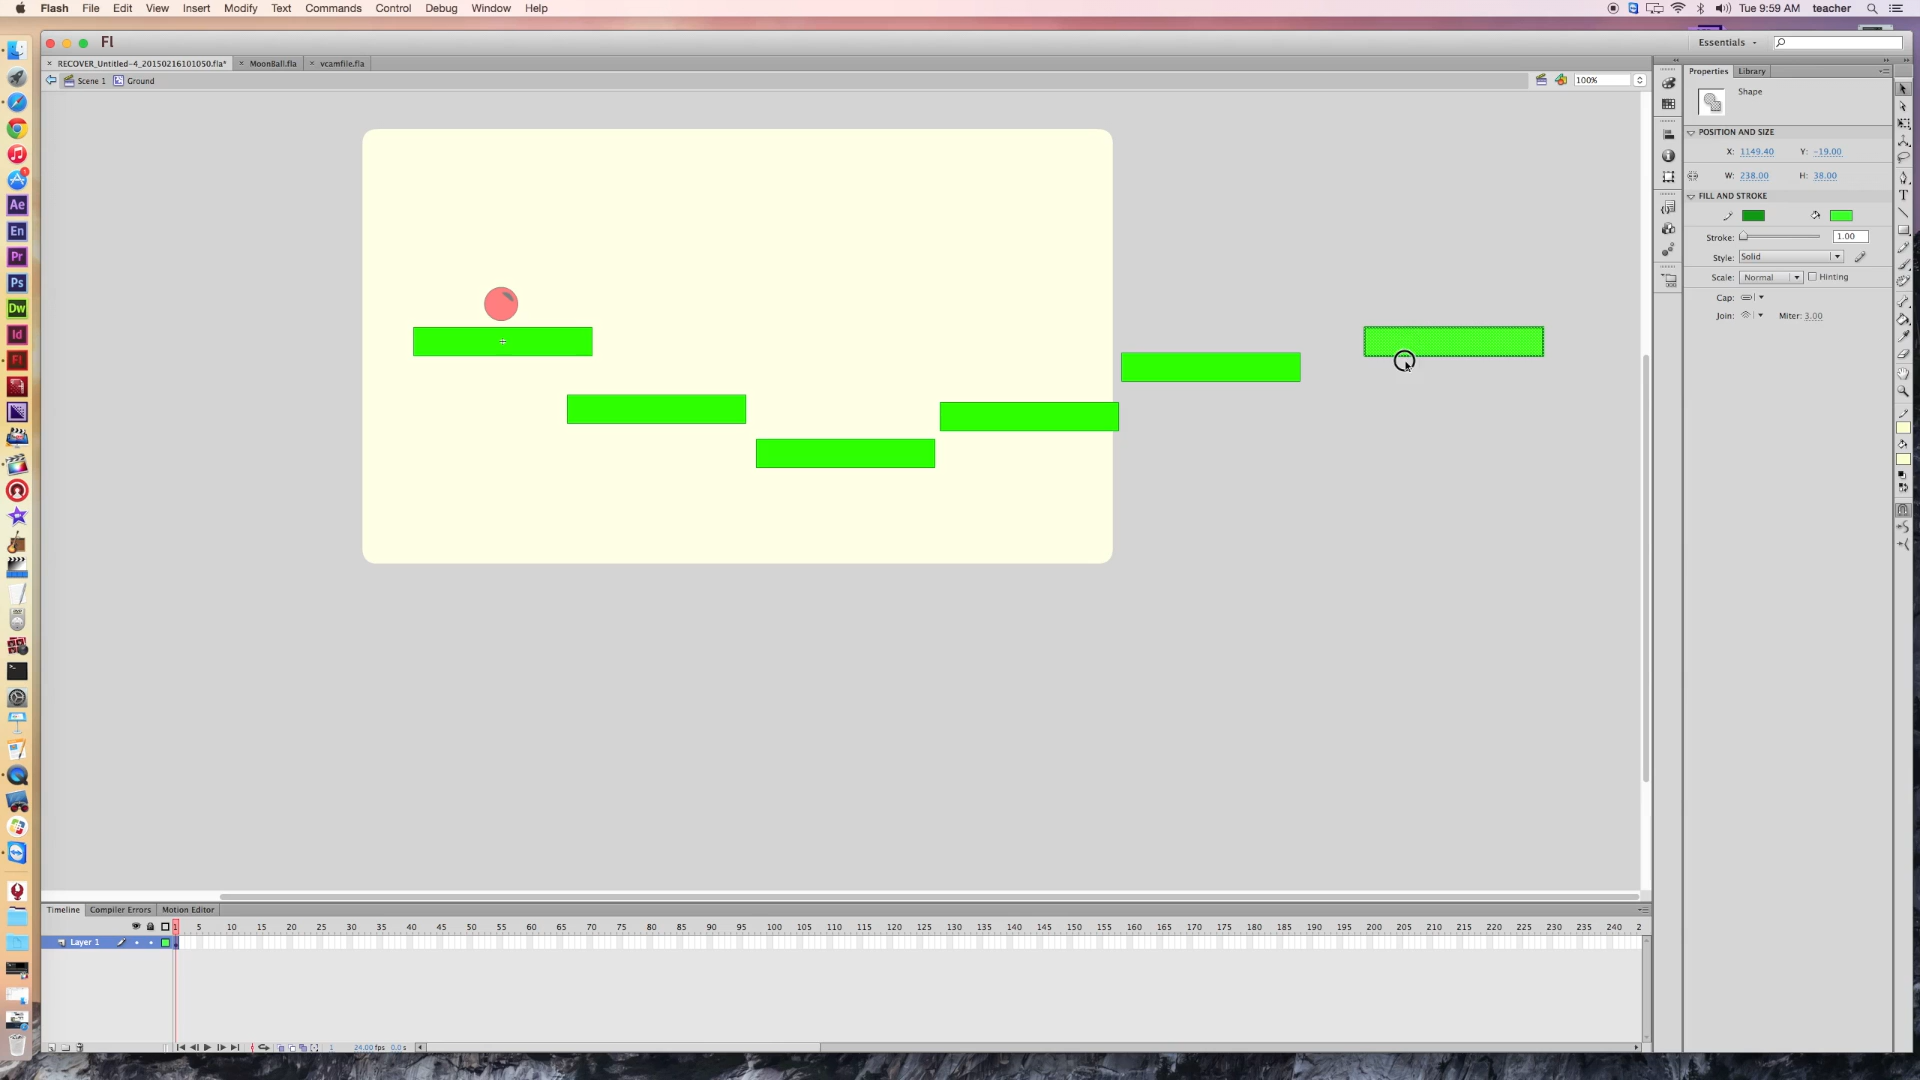 Flash File Edit View Insert Modify Text Commands Control Debug Window Help Tue 9:59 AM teacher
Fl Essentials
RECOVER_Untitled-4_20150216101050.fla* MoonBall.fla vcamfile.fla
Scene 1 Ground 100%
Properties Library
Shape
POSITION AND SIZE
X: 1149.40 Y: -19.00
W: 238.00 H: 38.00
FILL AND STROKE
Stroke: 1.00
Style: Solid
Scale: Normal Hinting
Cap:
Join: Miter: 3.00
T
Ae
En
Pr
Ps
Dw
Id
Fl
Timeline Compiler Errors Motion Editor
1 5 10 15 20 25 30 35 40 45 50 55 60 65 70 75 80 85 90 95 100 105 110 115 120 125 130 135 140 145 150 155 160 165 170 175 180 185 190 195 200 205 210 215 220 225 230 235 240 2
Layer 1
1 24.00 fps 0.0 s